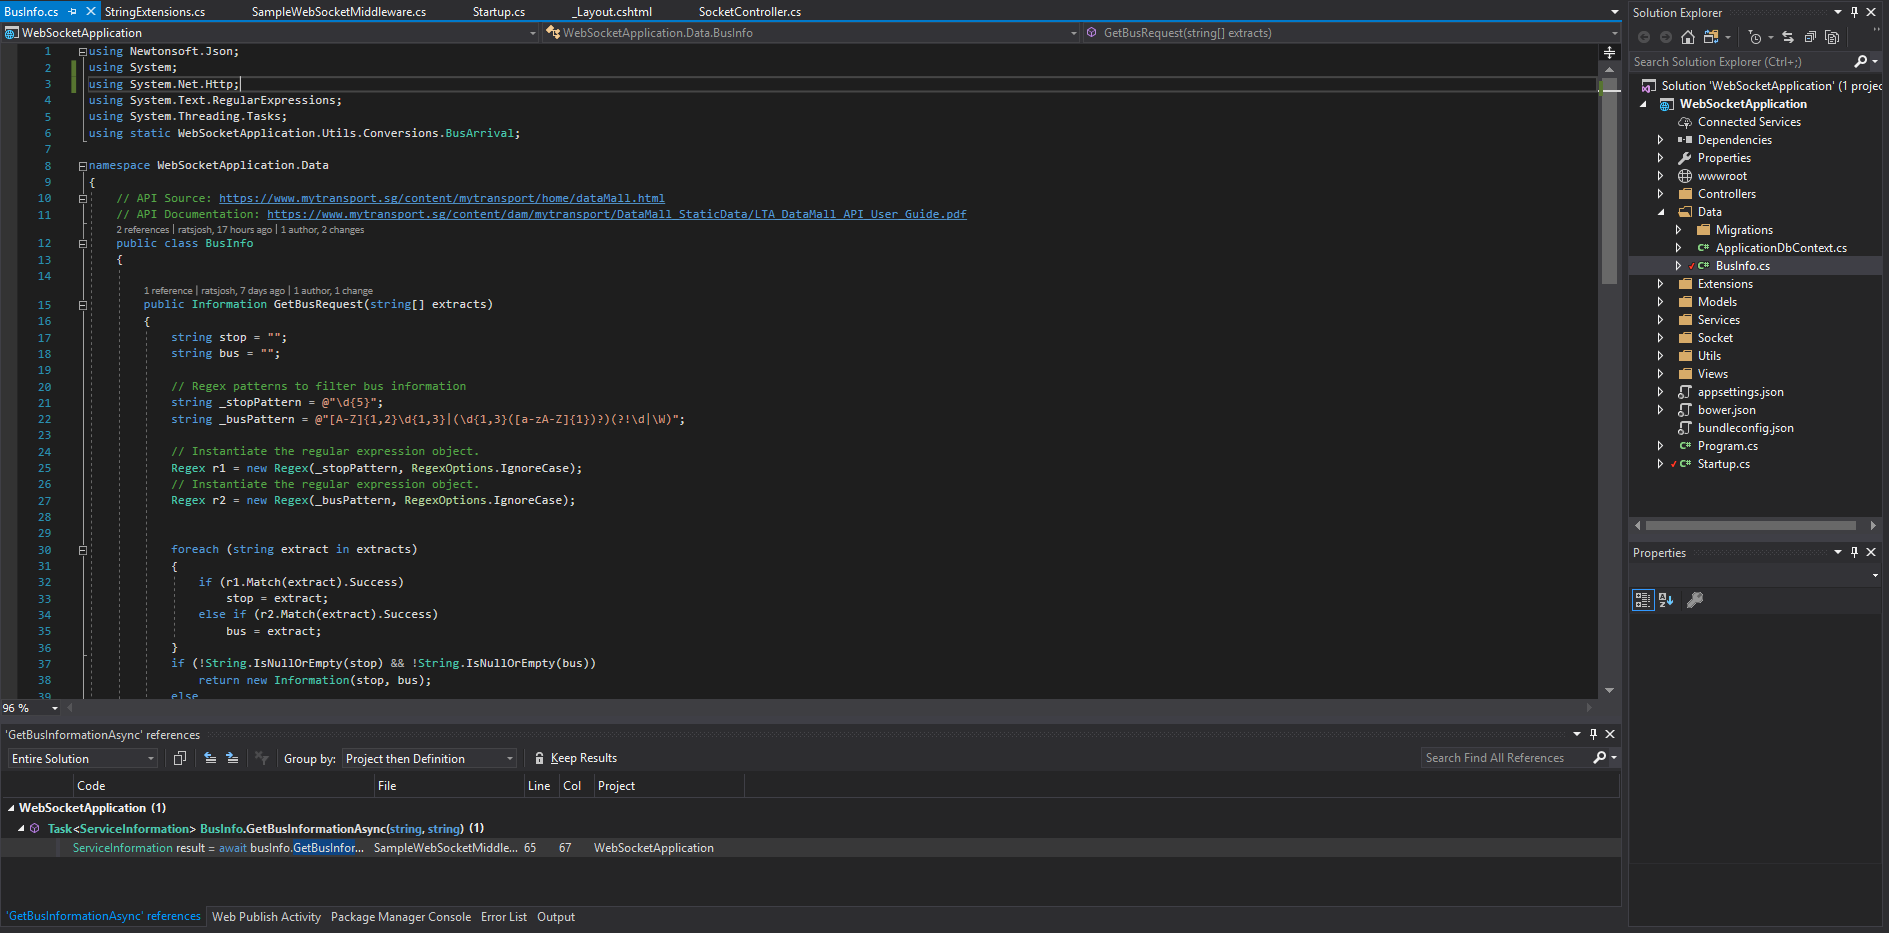 BusInfo.cs StringExtensions.cs SampleWebSocketMiddleware.cs Startup.cs _Layout.cshtml SocketController.cs
WebSocketApplication WebSocketApplication.Data.BusInfo GetBusRequest(string[] extracts)
1 using Newtonsoft.Json;
2 using System;
3 using System.Net.Http;
4 using System.Text.RegularExpressions;
5 using System.Threading.Tasks;
6 using static WebSocketApplication.Utils.Conversions.BusArrival;
7
8 namespace WebSocketApplication.Data
9 {
10 // API Source: https://www.mytransport.sg/content/mytransport/home/dataMall.html
11 // API Documentation: https://www.mytransport.sg/content/dam/mytransport/DataMall_StaticData/LTA_DataMall_API_User_Guide.pdf
2 references | ratsjosh, 17 hours ago | 1 author, 2 changes
12 public class BusInfo
13 {
14
1 reference | ratsjosh, 7 days ago | 1 author, 1 change
15 public Information GetBusRequest(string[] extracts)
16 {
17 string stop = "";
18 string bus = "";
19
20 // Regex patterns to filter bus information
21 string _stopPattern = @"\d{5}";
22 string _busPattern = @"[A-Z]{1,2}\d{1,3}|(\d{1,3}([a-zA-Z]{1})?)(?!\d|\W)";
23
24 // Instantiate the regular expression object.
25 Regex r1 = new Regex(_stopPattern, RegexOptions.IgnoreCase);
26 // Instantiate the regular expression object.
27 Regex r2 = new Regex(_busPattern, RegexOptions.IgnoreCase);
28
29
30 foreach (string extract in extracts)
31 {
32 if (r1.Match(extract).Success)
33 stop = extract;
34 else if (r2.Match(extract).Success)
35 bus = extract;
36 }
37 if (!String.IsNullOrEmpty(stop) && !String.IsNullOrEmpty(bus))
38 return new Information(stop, bus);
39 else
96 %
'GetBusInformationAsync' references
Entire Solution Group by: Project then Definition Keep Results Search Find All References
Code File Line Col Project
WebSocketApplication (1)
Task<ServiceInformation> BusInfo.GetBusInformationAsync(string, string) (1)
ServiceInformation result = await busInfo.GetBusInfor... SampleWebSocketMiddle... 65 67 WebSocketApplication
'GetBusInformationAsync' references Web Publish Activity Package Manager Console Error List Output
Solution Explorer
Search Solution Explorer (Ctrl+;)
Solution 'WebSocketApplication' (1 projec
WebSocketApplication
Connected Services
Dependencies
Properties
wwwroot
Controllers
Data
Migrations
C# ApplicationDbContext.cs
C# BusInfo.cs
Extensions
Models
Services
Socket
Utils
Views
appsettings.json
bower.json
bundleconfig.json
C# Program.cs
C# Startup.cs
Properties